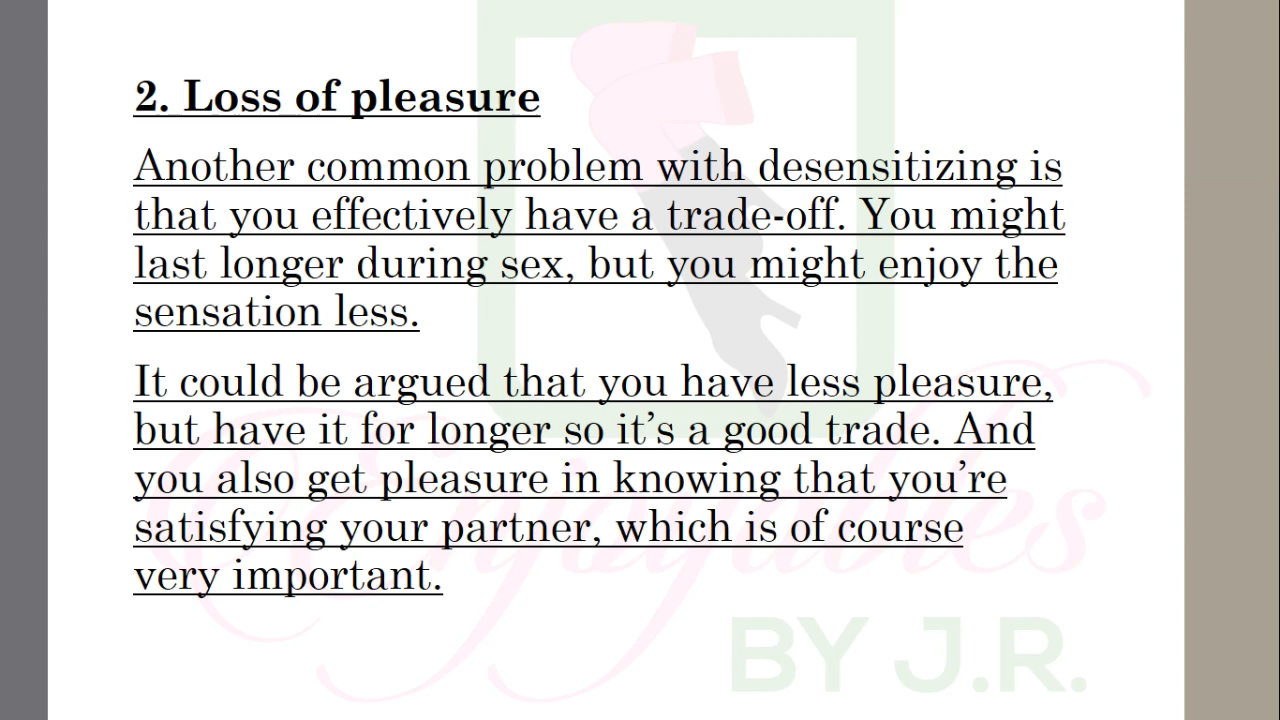 2. Loss of pleasure
Another common problem with desensitizing is
that you effectively have a trade-off. You might
last longer during sex, but you might enjoy the
sensation less.
It could be argued that you have less pleasure,
but have it for longer so it’s a good trade. And
you also get pleasure in knowing that you’re
satisfying your partner, which is of course
very important.
Enjoyables
BY J.R.